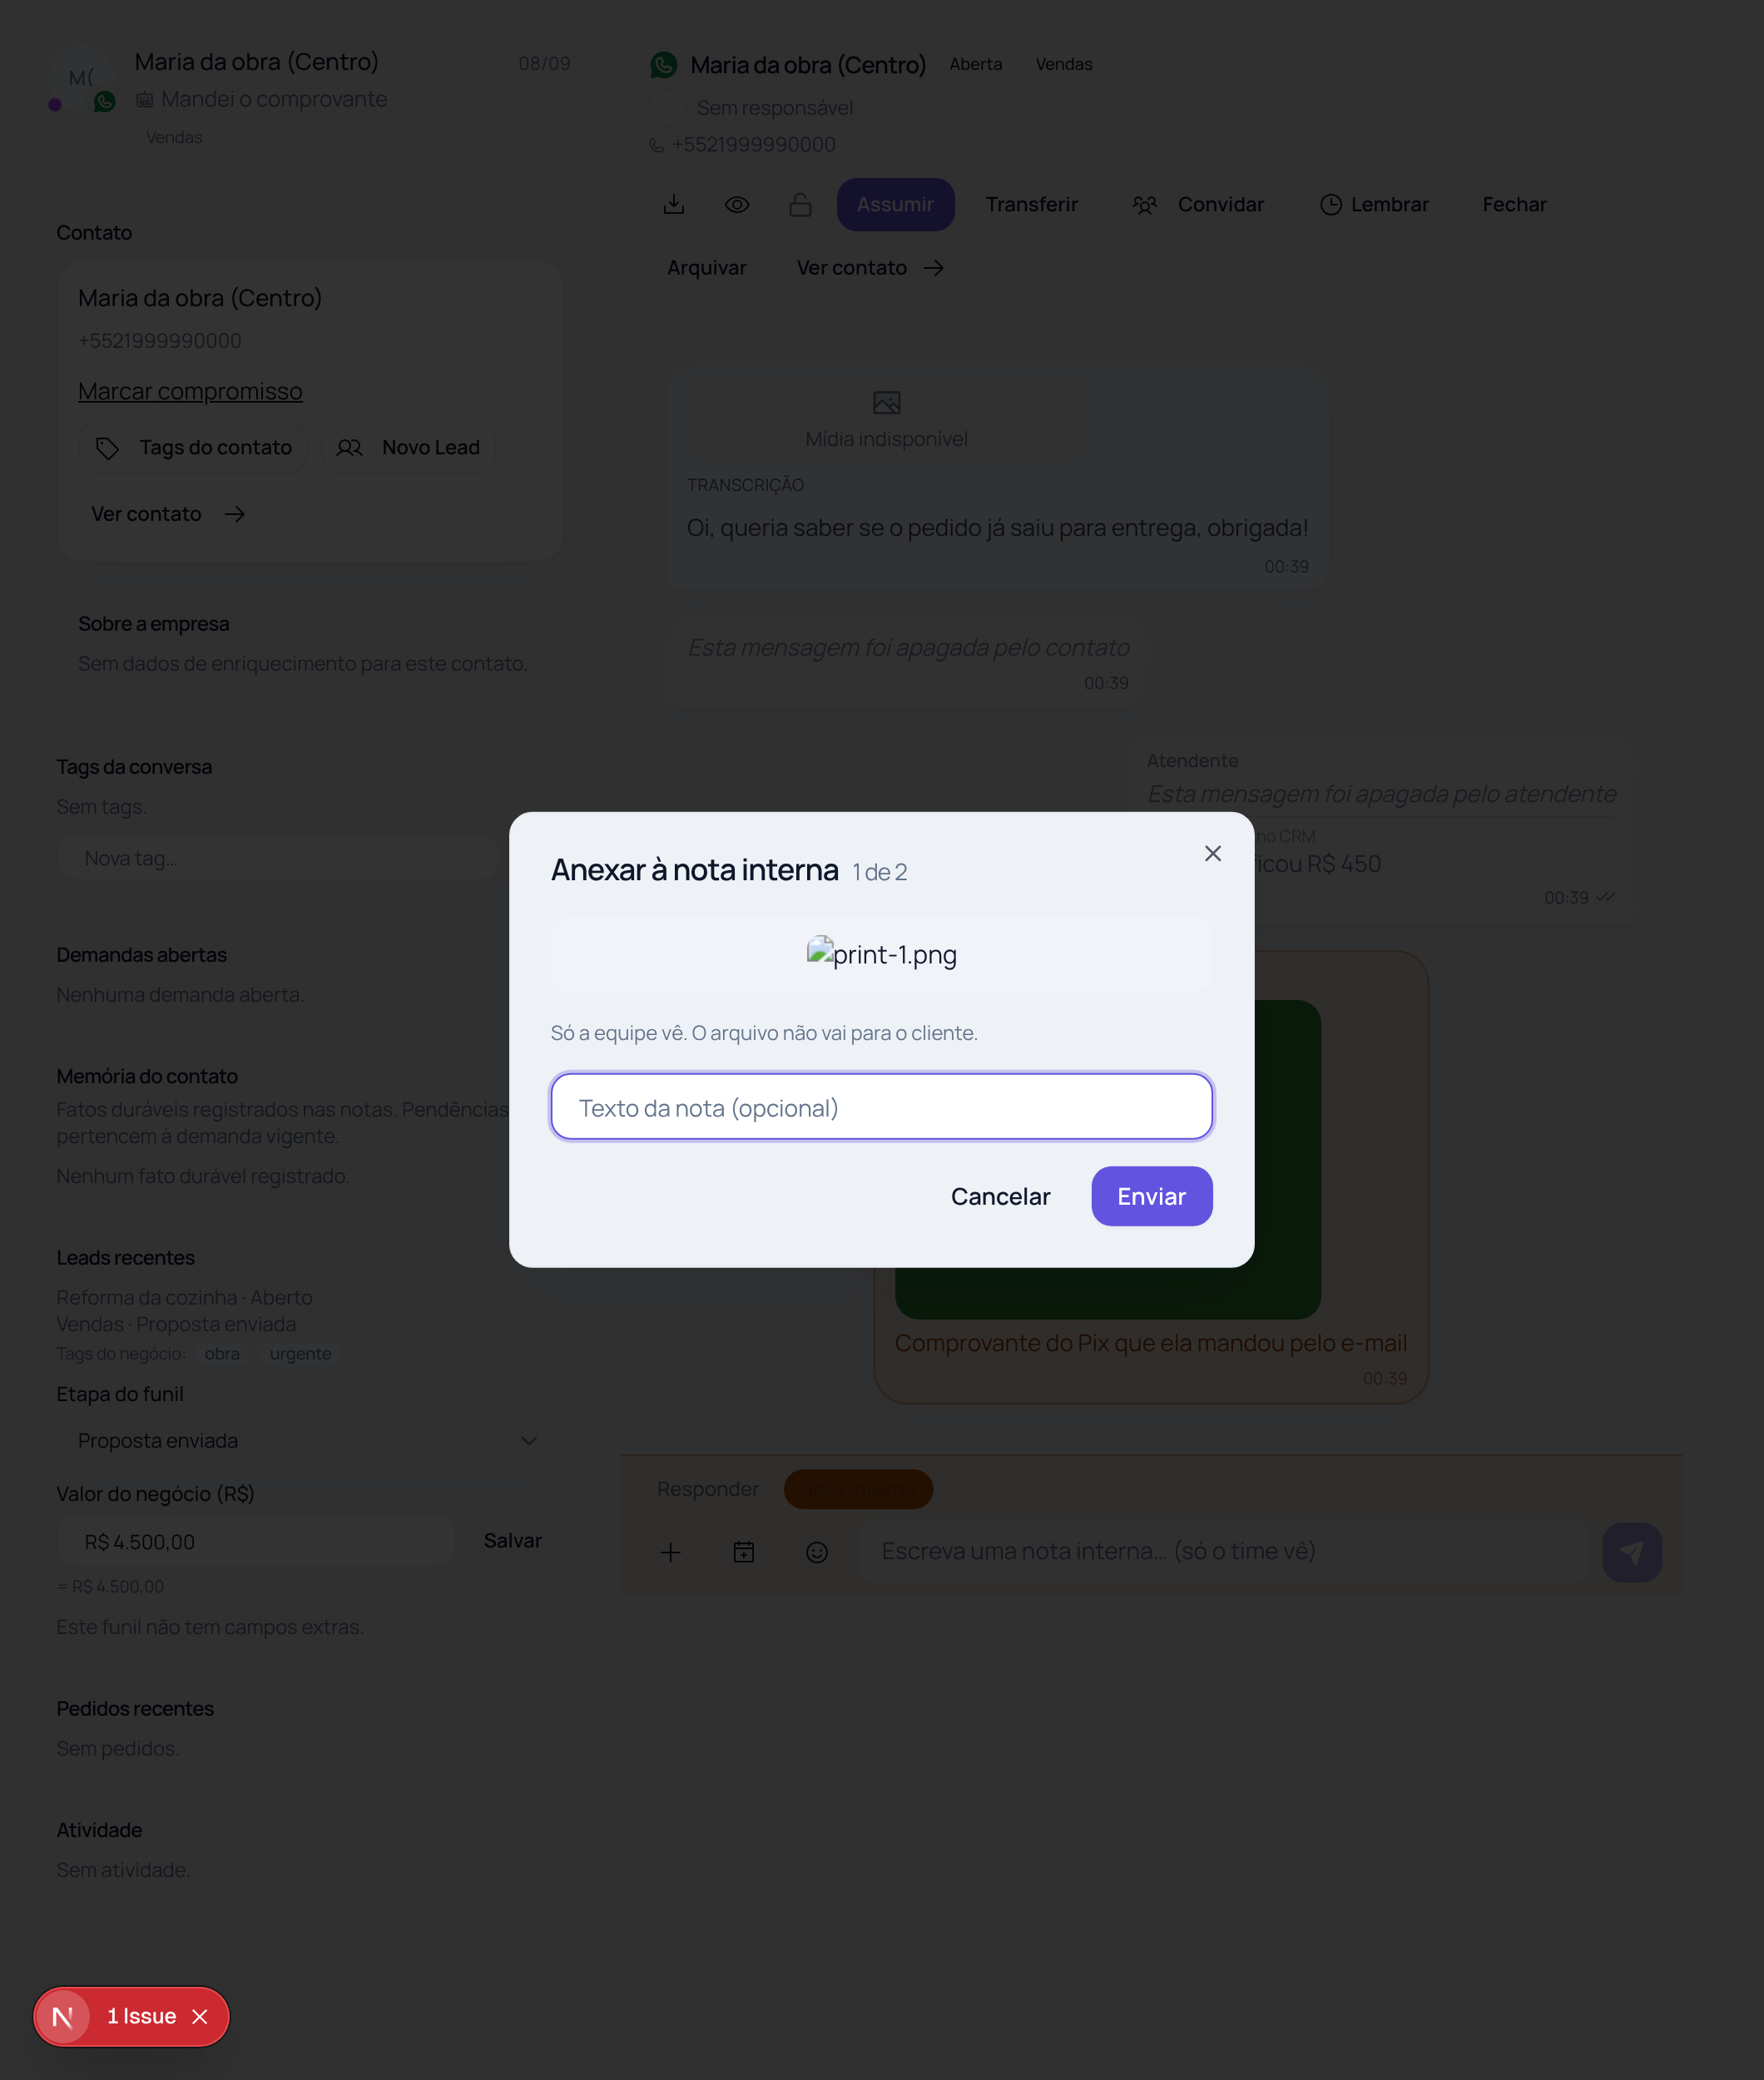 M(
Maria da obra (Centro)
08/09
Mandei o comprovante
Vendas
Contato
Maria da obra (Centro)
+5521999990000
Marcar compromisso
Tags do contato
Novo Lead
Ver contato
Sobre a empresa
Sem dados de enriquecimento para este contato.
Tags da conversa
Sem tags.
Nova tag...
Demandas abertas
Nenhuma demanda aberta.
Memória do contato
Fatos duráveis registrados nas notas. Pendências
pertencem à demanda vigente.
Nenhum fato durável registrado.
Leads recentes
Reforma da cozinha · Aberto
Vendas · Proposta enviada
Tags do negócio: obra urgente
Etapa do funil
Proposta enviada
Valor do negócio (R$)
R$ 4.500,00
Salvar
= R$ 4.500,00
Este funil não tem campos extras.
Pedidos recentes
Sem pedidos.
Atividade
Sem atividade.
1 Issue
Maria da obra (Centro) Aberta Vendas
Sem responsável
+5521999990000
Assumir Transferir Convidar Lembrar Fechar
Arquivar Ver contato
Mídia indisponível
TRANSCRIÇÃO
Oi, queria saber se o pedido já saiu para entrega, obrigada!
00:39
Esta mensagem foi apagada pelo contato
00:39
Atendente
Esta mensagem foi apagada pelo atendente
no CRM
icou R$ 450
00:39
Anexar à nota interna 1 de 2
print-1.png
Só a equipe vê. O arquivo não vai para o cliente.
Texto da nota (opcional)
Cancelar Enviar
Comprovante do Pix que ela mandou pelo e-mail
00:39
Responder Nota interna
Escreva uma nota interna... (só o time vê)